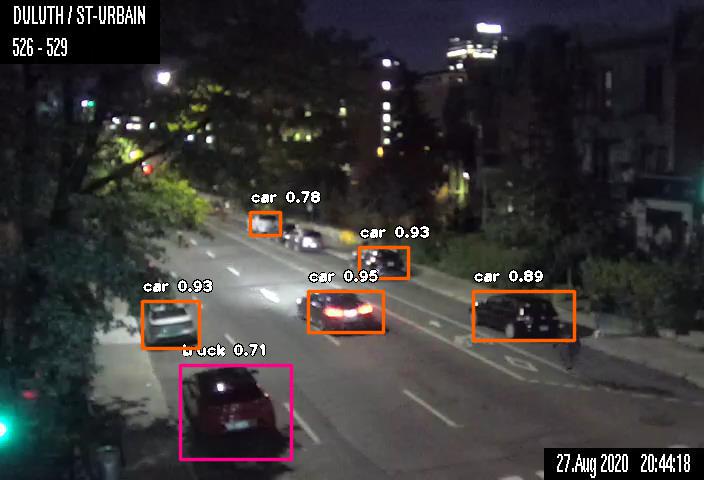 DULUTH / ST-URBAIN
526 - 529
car 0.78
car 0.93
car 0.95
car 0.89
car 0.93
truck 0.71
27.Aug 2020 20:44:18